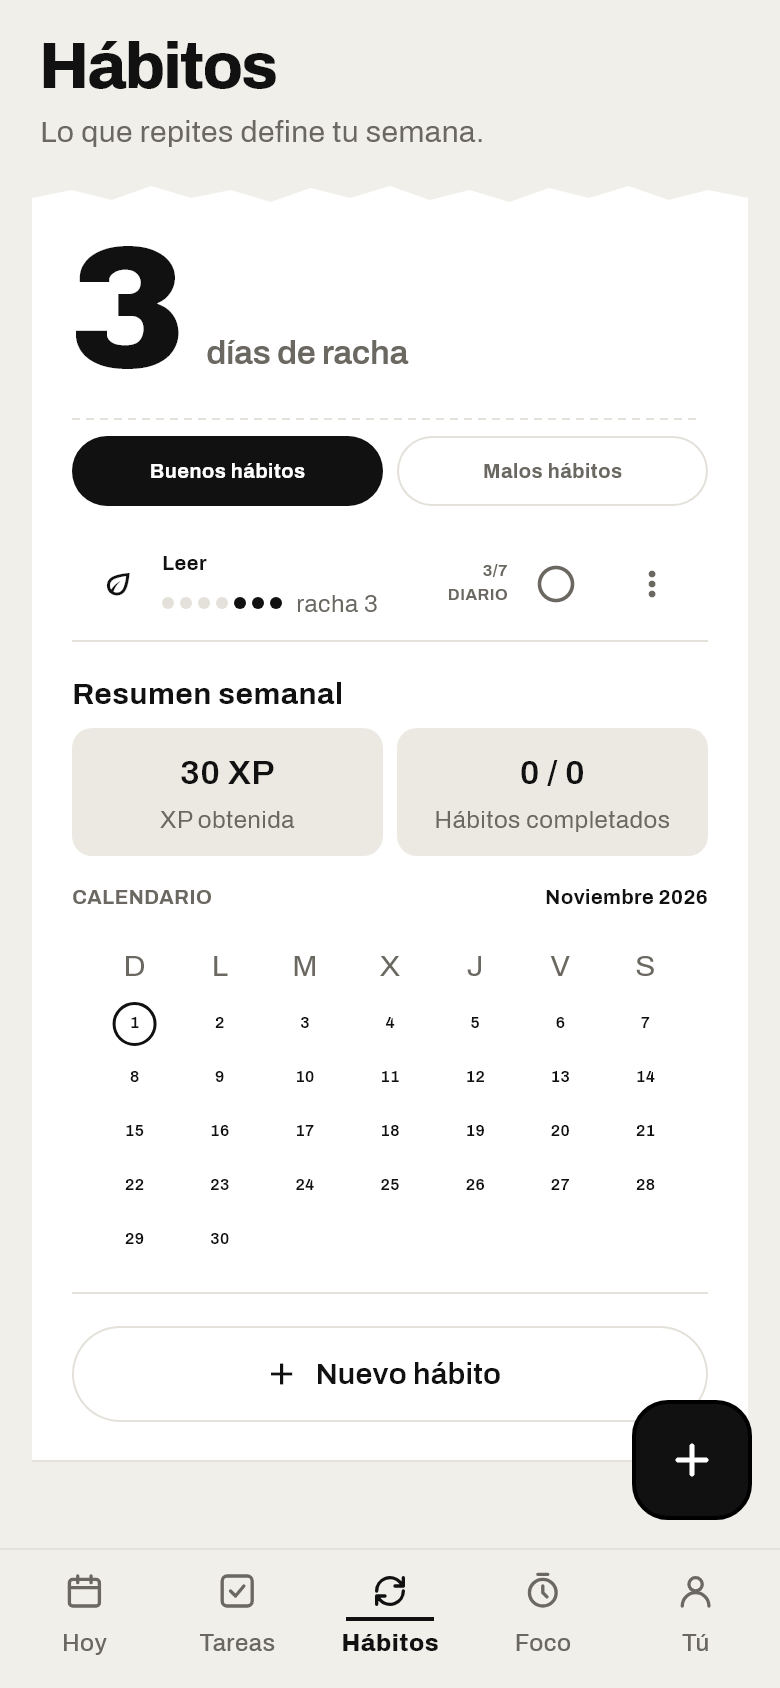 Hábitos
Lo que repites define tu semana.
3 días de racha
Buenos hábitos Malos hábitos
Leer
3/7
DIARIO
racha 3
Resumen semanal
30 XP 0 / 0
XP obtenida Hábitos completados
CALENDARIO Noviembre 2026
D L M X J V S
1 2 3 4 5 6 7
8 9 10 11 12 13 14
15 16 17 18 19 20 21
22 23 24 25 26 27 28
29 30
+ Nuevo hábito
+
Hoy Tareas Hábitos Foco Tú